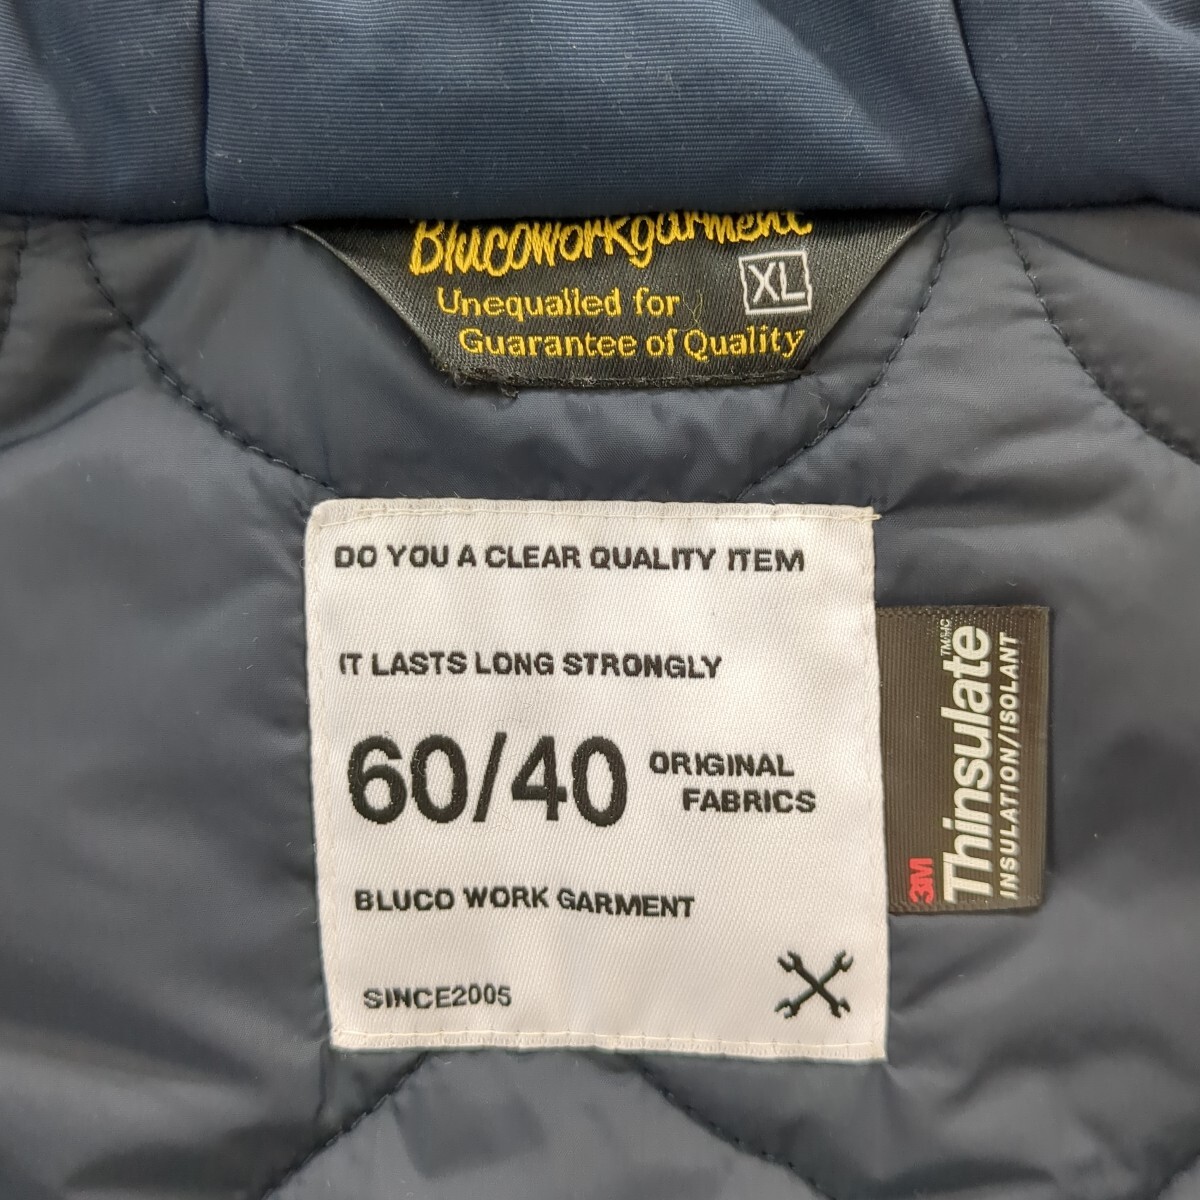 Blucoworkgarment
XL
Unequalled for
Guarantee of Quality
DO YOU A CLEAR QUALITY ITEM
IT LASTS LONG STRONGLY
60/40 ORIGINAL
FABRICS
BLUCO WORK GARMENT
SINCE2005
3M
Thinsulate TM/MC
INSULATION/ISOLANT